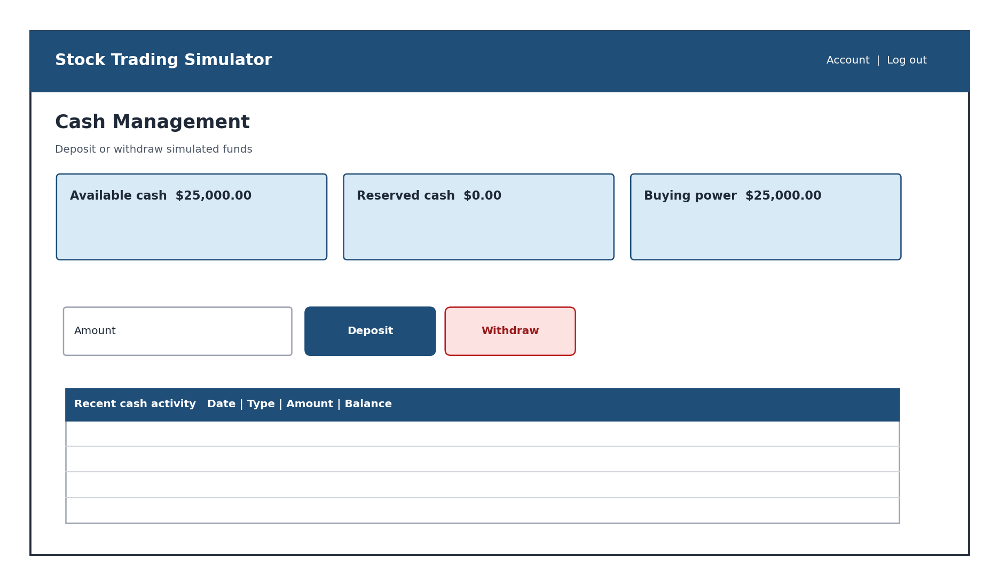 Stock Trading Simulator
Account | Log out
Cash Management
Deposit or withdraw simulated funds
Available cash $25,000.00
Reserved cash $0.00
Buying power $25,000.00
Amount
Deposit
Withdraw
Recent cash activity Date | Type | Amount | Balance